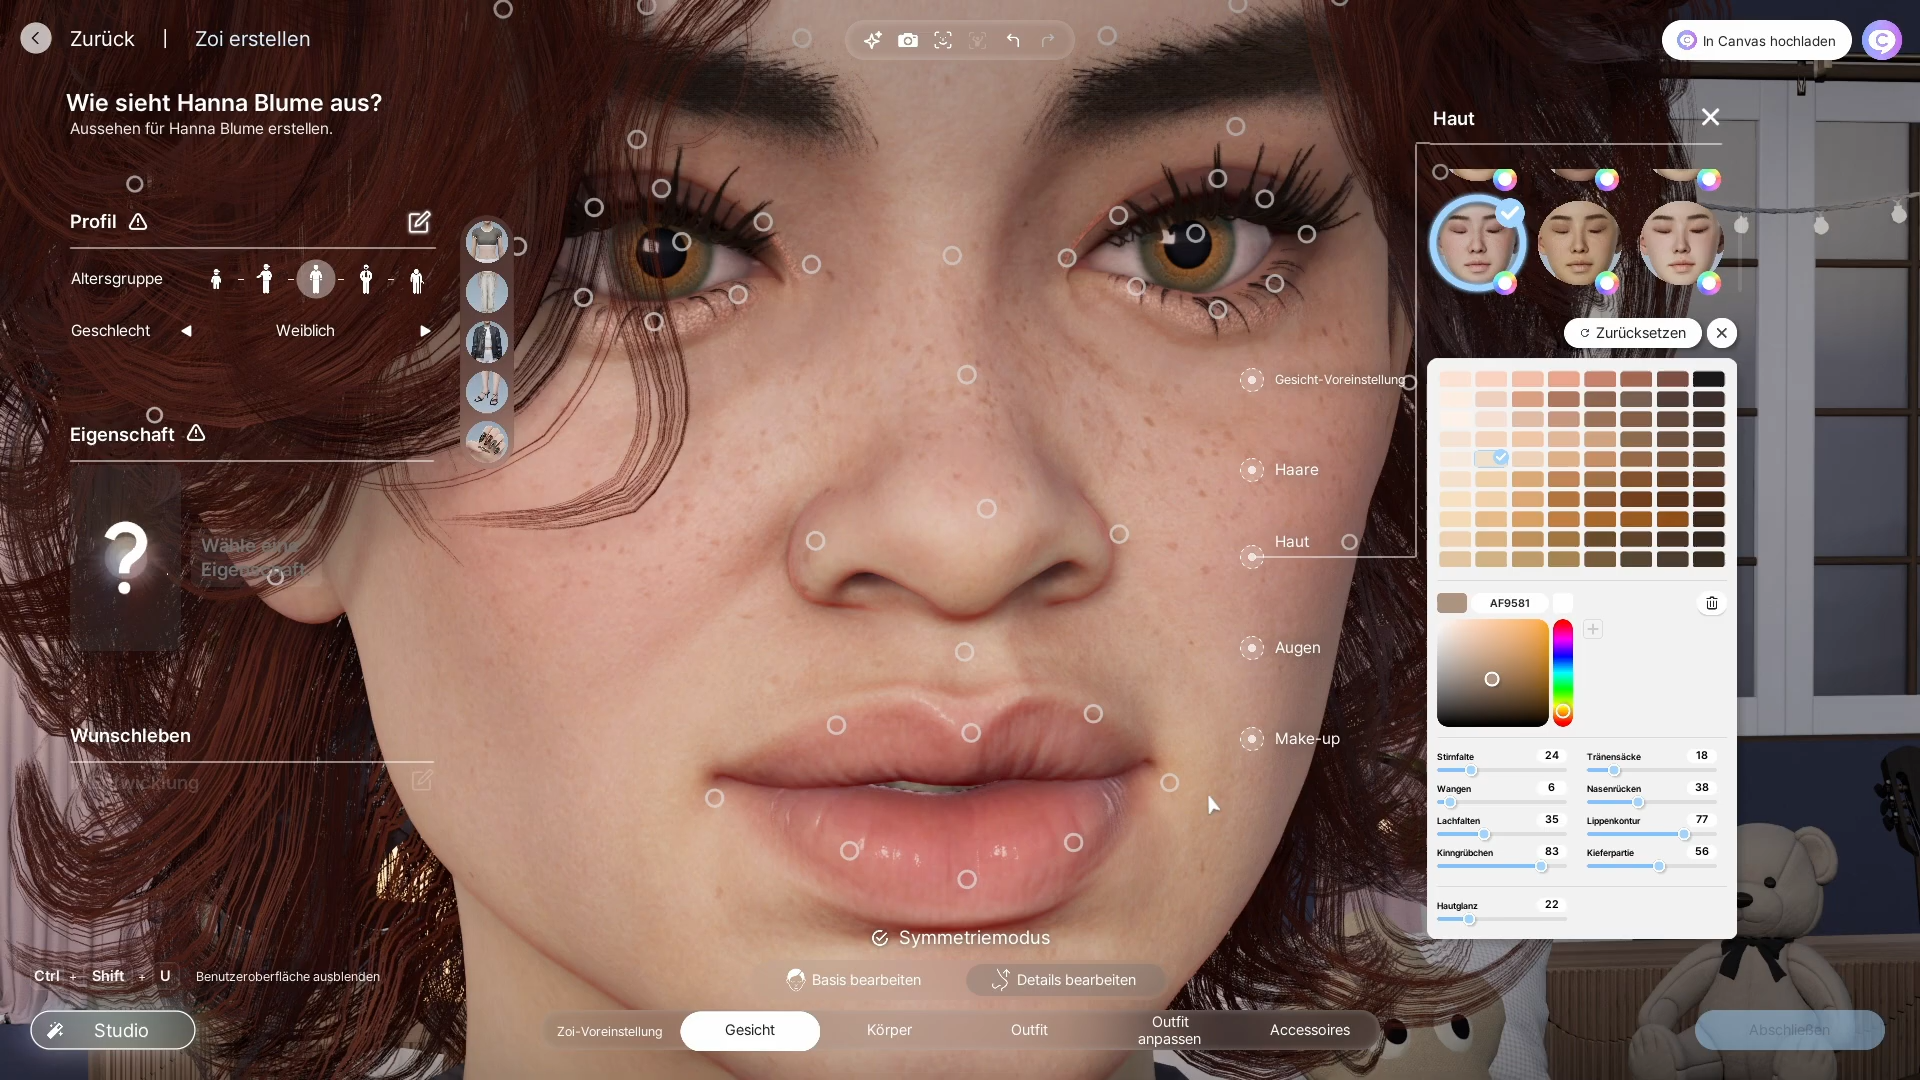 Zurück | Zoi erstellen
In Canvas hochladen
Wie sieht Hanna Blume aus?
Aussehen für Hanna Blume erstellen.
Profil
Altersgruppe
Geschlecht
Weiblich
Eigenschaft
?
Wähle eine
Eigenschaft.
Wunschleben
Ctrl + Shift + U Benutzeroberfläche ausblenden
Studio
Gesicht-Voreinstellung
Haare
Haut
Augen
Make-up
Haut
Zurücksetzen
AF9581
Stirnfalte 24
Tränensäcke 18
Wangen 6
Nasenrücken 38
Lachfalten 35
Lippenkontur 77
Kinngrübchen 83
Kieferpartie 56
Hautglanz 22
Symmetriemodus
Basis bearbeiten
Details bearbeiten
Zoi-Voreinstellung
Gesicht
Körper
Outfit
Outfit
anpassen
Accessoires
Abschließen